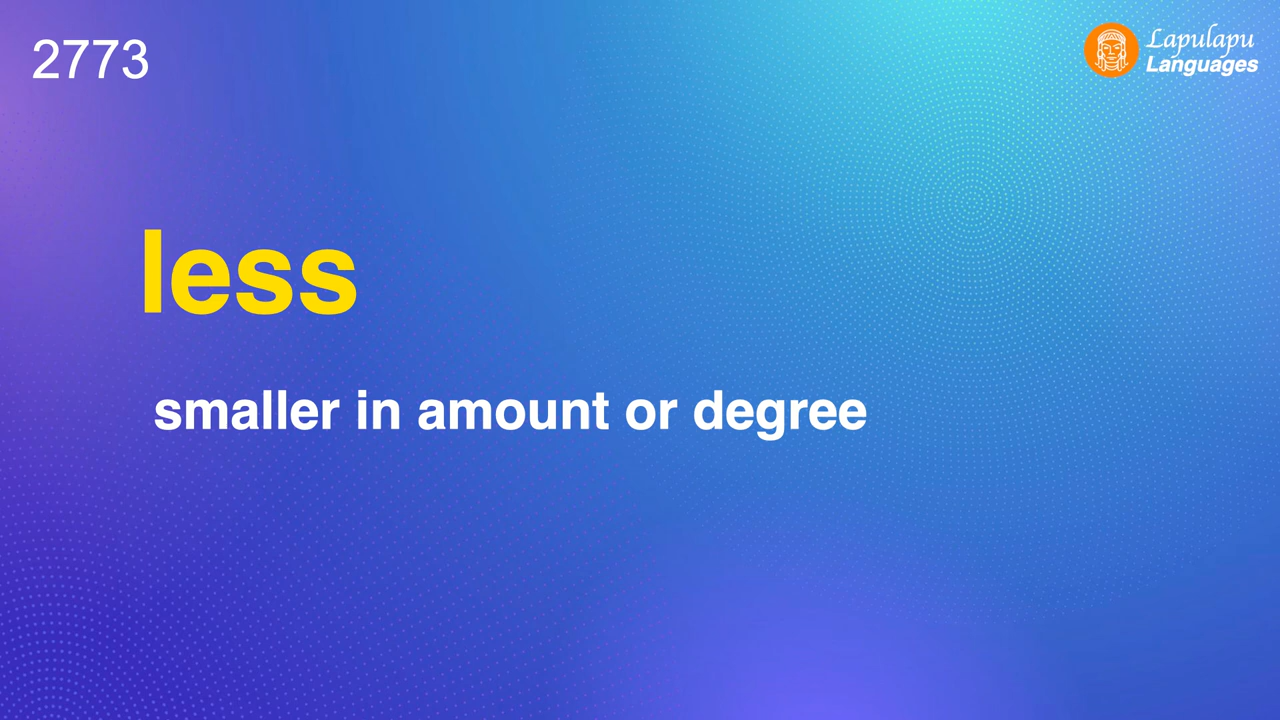 2773
Lapulapu
Languages
less
smaller in amount or degree